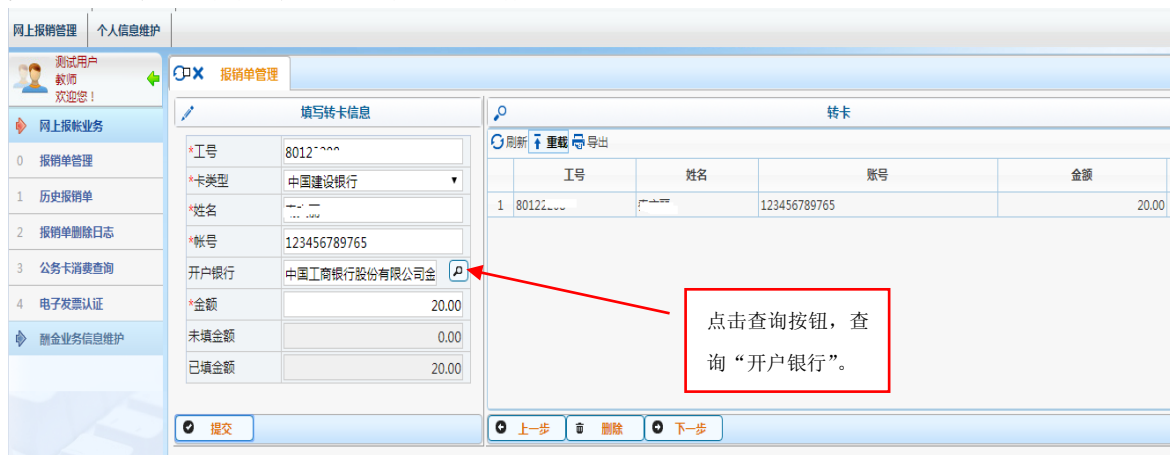 网上报销管理 个人信息维护
测试用户
教师
欢迎您！
网上报帐业务
0 报销单管理
1 历史报销单
2 报销单删除日志
3 公务卡消费查询
4 电子发票认证
酬金业务信息维护
报销单管理
填写转卡信息
*工号 8012
*卡类型 中国建设银行
*姓名
*帐号 123456789765
开户银行 中国工商银行股份有限公司金
*金额 20.00
未填金额 0.00
已填金额 20.00
提交
转卡
刷新 重载 导出
工号 姓名 账号 金额
1 80122 123456789765 20.00
点击查询按钮，查
询“开户银行”。
上一步 删除 下一步